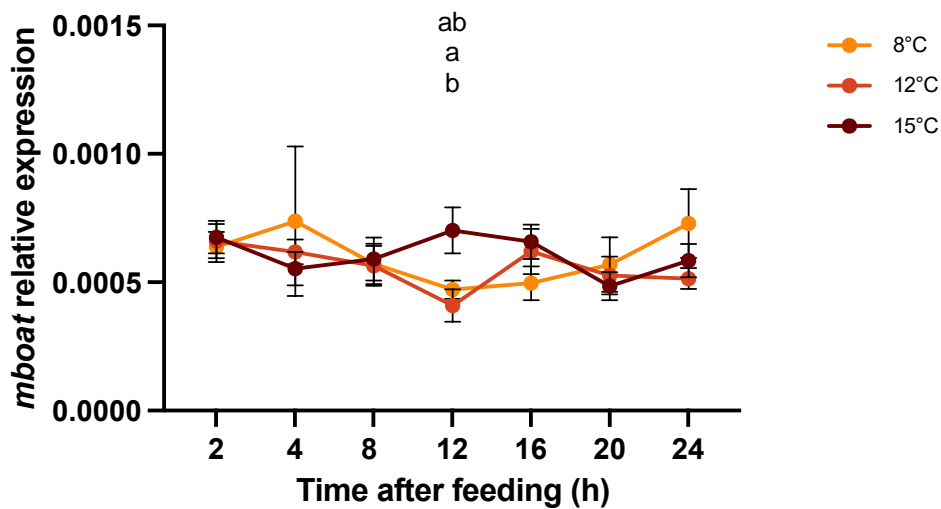 mboat relative expression
0.0015
0.0010
0.0005
0.0000
ab
a
b
8°C
12°C
15°C
2 4 8 12 16 20 24
Time after feeding (h)